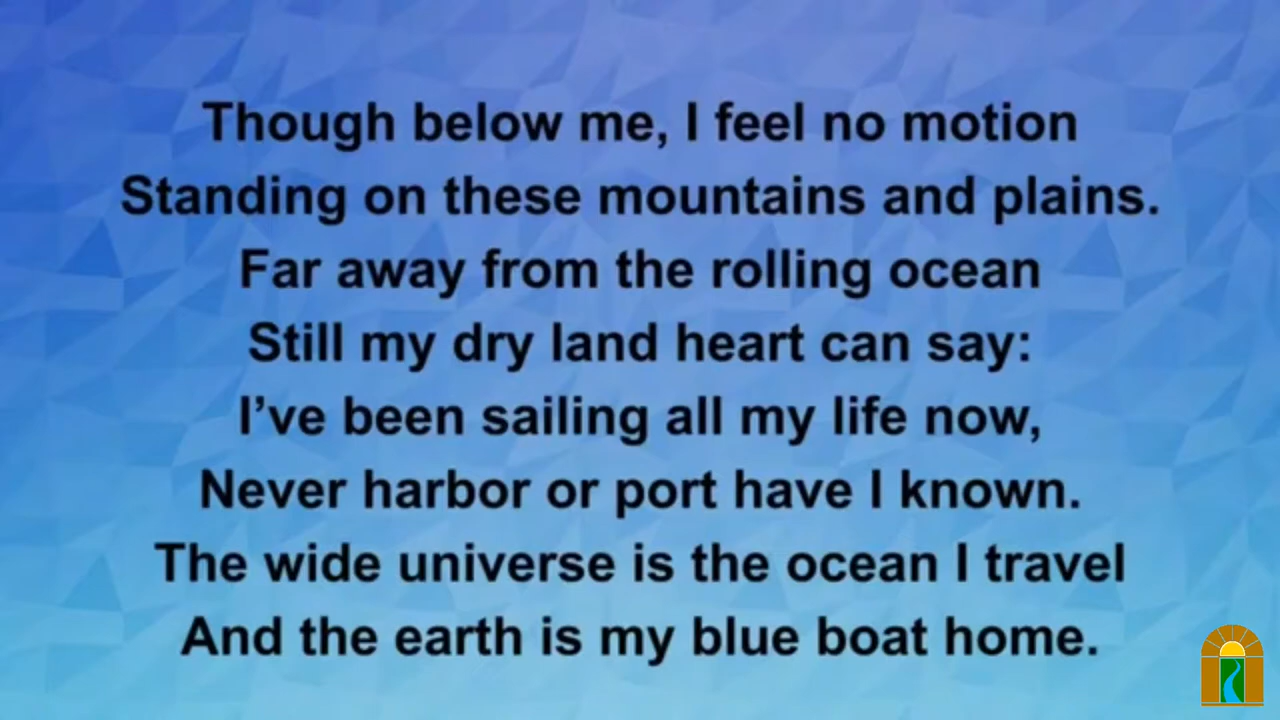 Though below me, I feel no motion
Standing on these mountains and plains.
Far away from the rolling ocean
Still my dry land heart can say:
I’ve been sailing all my life now,
Never harbor or port have I known.
The wide universe is the ocean I travel
And the earth is my blue boat home.